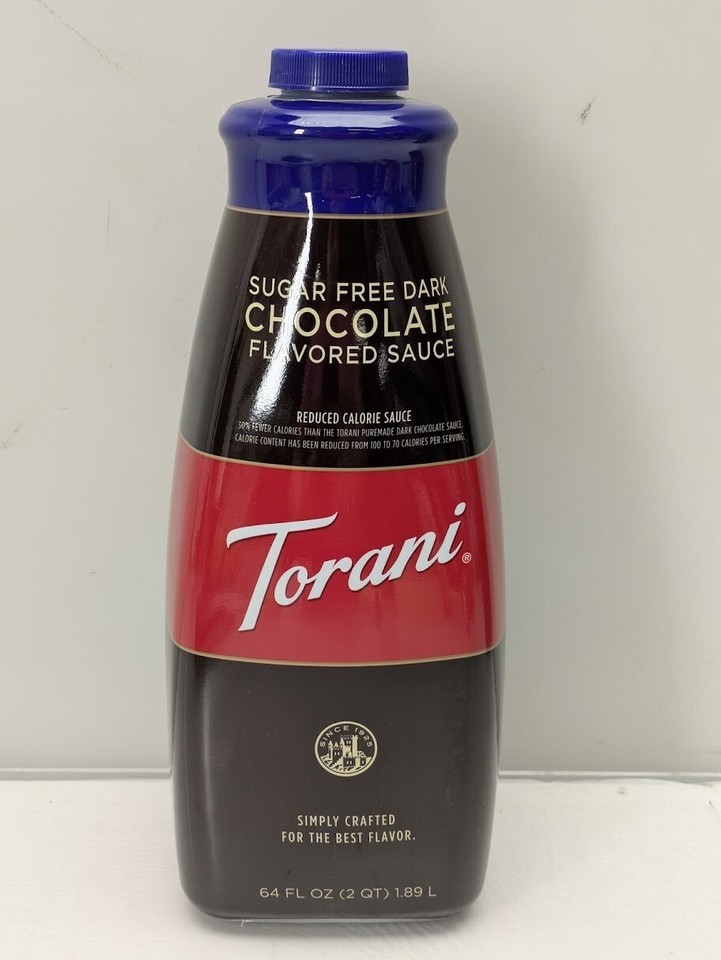 SUGAR FREE DARK
CHOCOLATE
FLAVORED SAUCE
REDUCED CALORIE SAUCE
30% FEWER CALORIES THAN THE TORANI PUREMADE DARK CHOCOLATE SAUCE.
CALORIE CONTENT HAS BEEN REDUCED FROM 100 TO 70 CALORIES PER SERVING.
Torani®
SINCE 1925
SIMPLY CRAFTED
FOR THE BEST FLAVOR.
64 FL OZ (2 QT) 1.89 L